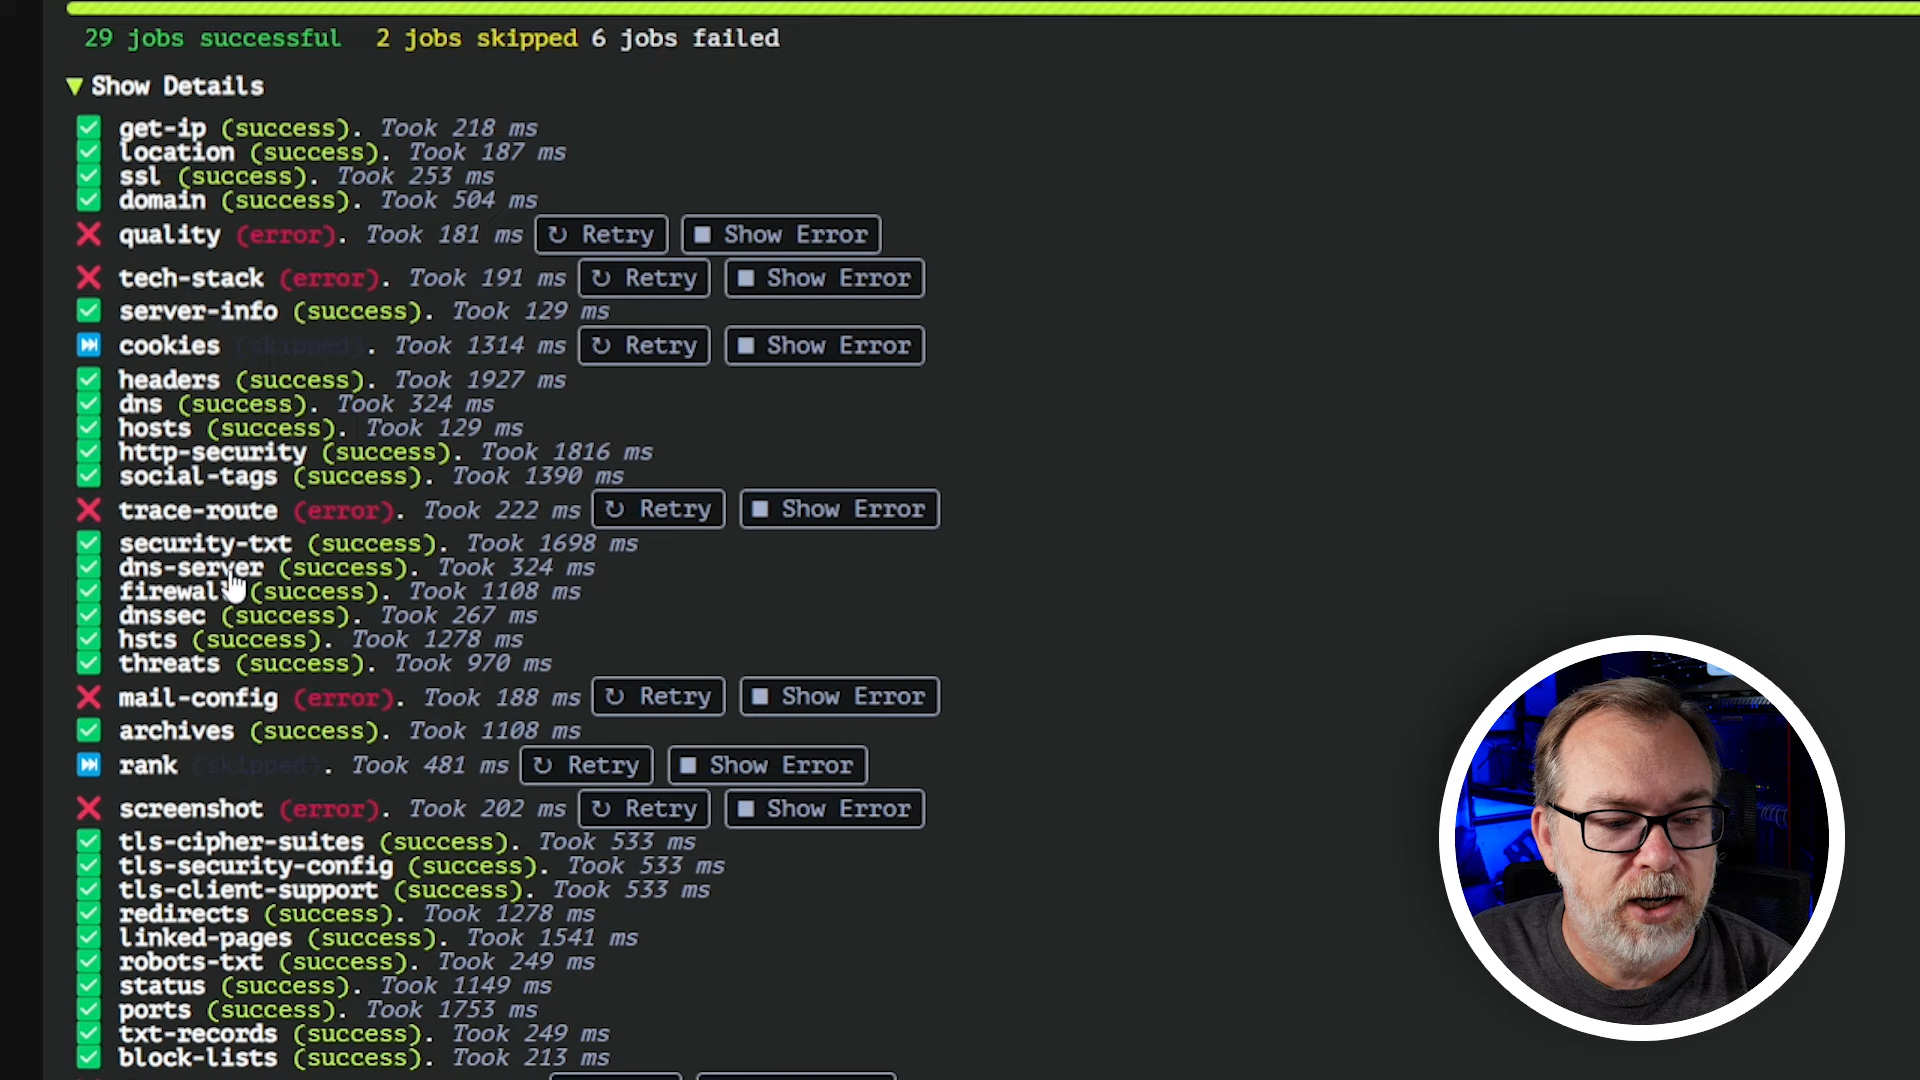 29 jobs successful 2 jobs skipped 6 jobs failed
▼ Show Details
✅ get-ip (success). Took 218 ms
✅ location (success). Took 187 ms
✅ ssl (success). Took 253 ms
✅ domain (success). Took 504 ms
❌ quality (error). Took 181 ms ↻ Retry ■ Show Error
❌ tech-stack (error). Took 191 ms ↻ Retry ■ Show Error
✅ server-info (success). Took 129 ms
⏭ cookies (skipped). Took 1314 ms ↻ Retry ■ Show Error
✅ headers (success). Took 1927 ms
✅ dns (success). Took 324 ms
✅ hosts (success). Took 129 ms
✅ http-security (success). Took 1816 ms
✅ social-tags (success). Took 1390 ms
❌ trace-route (error). Took 222 ms ↻ Retry ■ Show Error
✅ security-txt (success). Took 1698 ms
✅ dns-server (success). Took 324 ms
✅ firewall (success). Took 1108 ms
✅ dnssec (success). Took 267 ms
✅ hsts (success). Took 1278 ms
✅ threats (success). Took 970 ms
❌ mail-config (error). Took 188 ms ↻ Retry ■ Show Error
✅ archives (success). Took 1108 ms
⏭ rank (skipped). Took 481 ms ↻ Retry ■ Show Error
❌ screenshot (error). Took 202 ms ↻ Retry ■ Show Error
✅ tls-cipher-suites (success). Took 533 ms
✅ tls-security-config (success). Took 533 ms
✅ tls-client-support (success). Took 533 ms
✅ redirects (success). Took 1278 ms
✅ linked-pages (success). Took 1541 ms
✅ robots-txt (success). Took 249 ms
✅ status (success). Took 1149 ms
✅ ports (success). Took 1753 ms
✅ txt-records (success). Took 249 ms
✅ block-lists (success). Took 213 ms